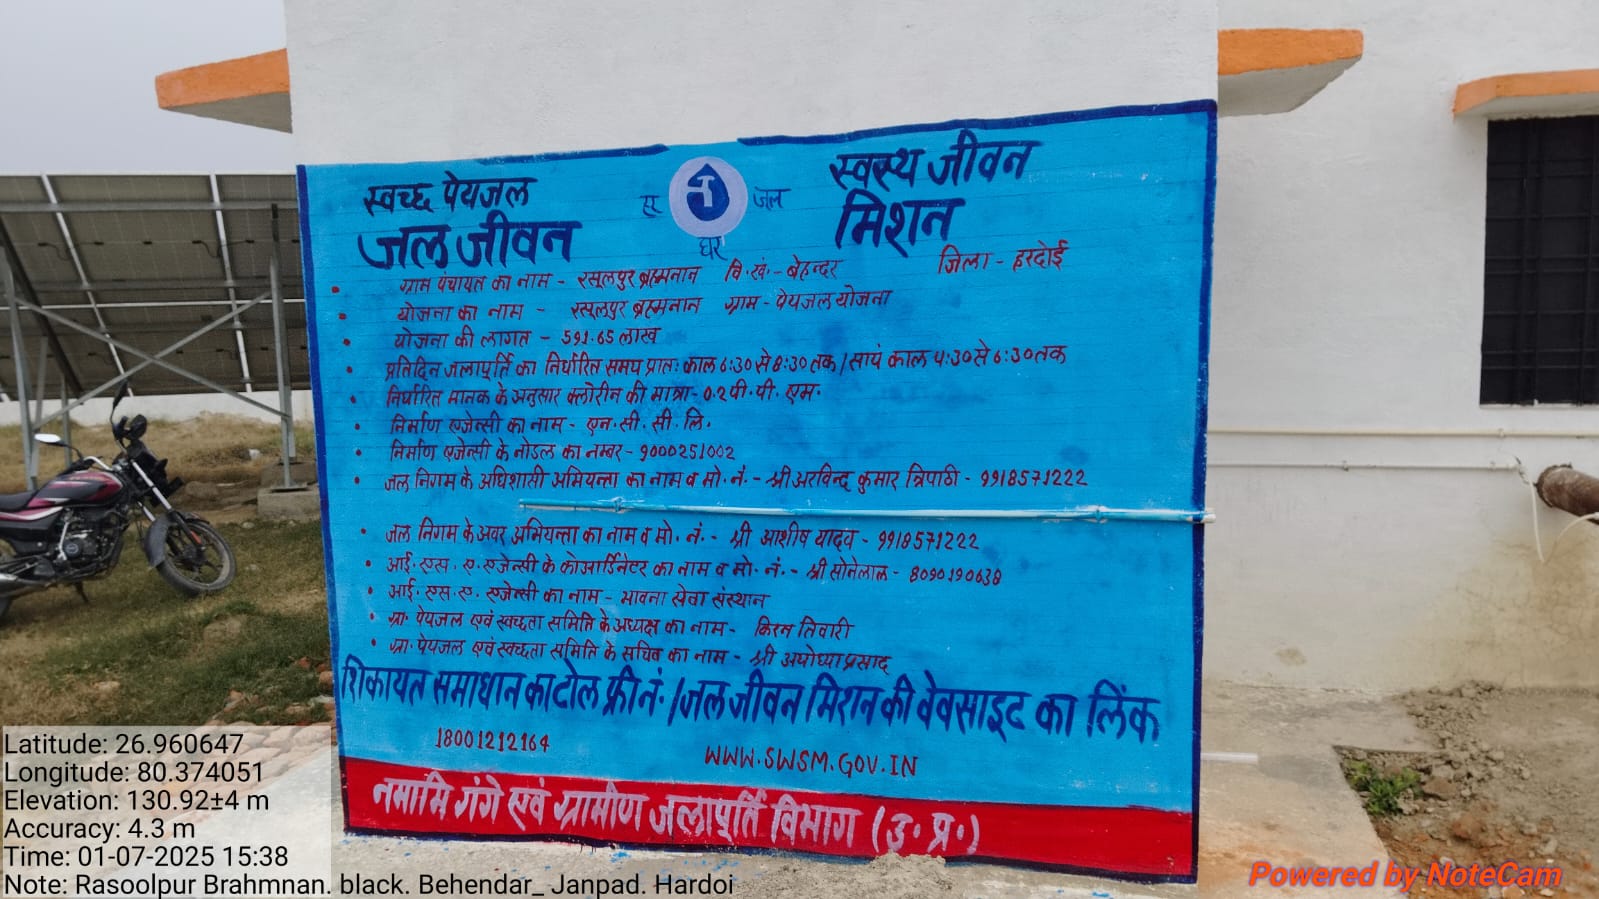 स्वच्छ पेयजल
स्वस्थ जीवन
हर
जल
घर
जल जीवन
मिशन
ग्राम पंचायत का नाम - रसूलपुर ब्रह्मनान वि.खं.- बेहन्दर जिला - हरदोई
योजना का नाम - रसूलपुर ब्रह्मनान ग्राम - पेयजल योजना
योजना की लागत - 591.65 लाख
प्रतिदिन जलापूर्ति का निर्धारित समय प्रातः काल 6:30 से 8:30 तक / सायं काल 4:30 से 6:30 तक
निर्धारित मानक के अनुसार क्लोरीन की मात्रा - 0.2 पी.पी. एम.
निर्माण एजेन्सी का नाम - एन. सी. सी. लि.
निर्माण एजेन्सी के नोडल का नम्बर - 9000251002
जल निगम के अधिशासी अभियन्ता का नाम व मो. नं. - श्री अरविन्द कुमार त्रिपाठी - 9918571222
जल निगम के अवर अभियन्ता का नाम व मो. नं. - श्री आशीष यादव - 9918571222
आई. एस. ए. एजेन्सी के कोआर्डिनेटर का नाम व मो. नं. - श्री सोनेलाल - 8090190638
आई. एस. ए. एजेन्सी का नाम - भावना सेवा संस्थान
ग्रा. पेयजल एवं स्वच्छता समिति के अध्यक्ष का नाम - किरन तिवारी
ग्रा. पेयजल एवं स्वच्छता समिति के सचिव का नाम - श्री अयोध्या प्रसाद
शिकायत समाधान का टोल फ्री नं. / जल जीवन मिशन की वेबसाइट का लिंक
18001212164
WWW.SWSM.GOV.IN
नमामि गंगे एवं ग्रामीण जलापूर्ति विभाग (उ. प्र.)
Latitude: 26.960647
Longitude: 80.374051
Elevation: 130.92±4 m
Accuracy: 4.3 m
Time: 01-07-2025 15:38
Note: Rasoolpur Brahmnan. black. Behendar_ Janpad. Hardoi
Powered by NoteCam